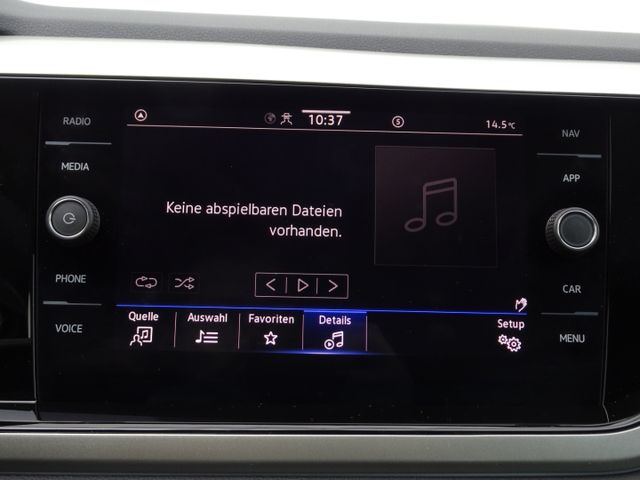 RADIO
MEDIA
PHONE
VOICE
10:37
S
14.5°C
Keine abspielbaren Dateien
vorhanden.
Quelle
Auswahl
Favoriten
Details
Setup
NAV
APP
CAR
MENU